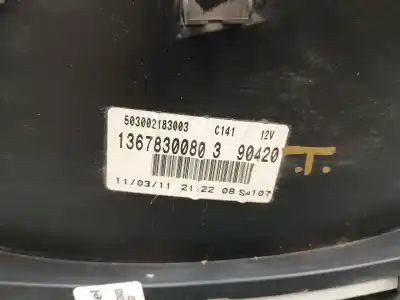 503002183003 C141 12V
1367830080 3 90420
11/03/11 21:22 08 S=107
.T.